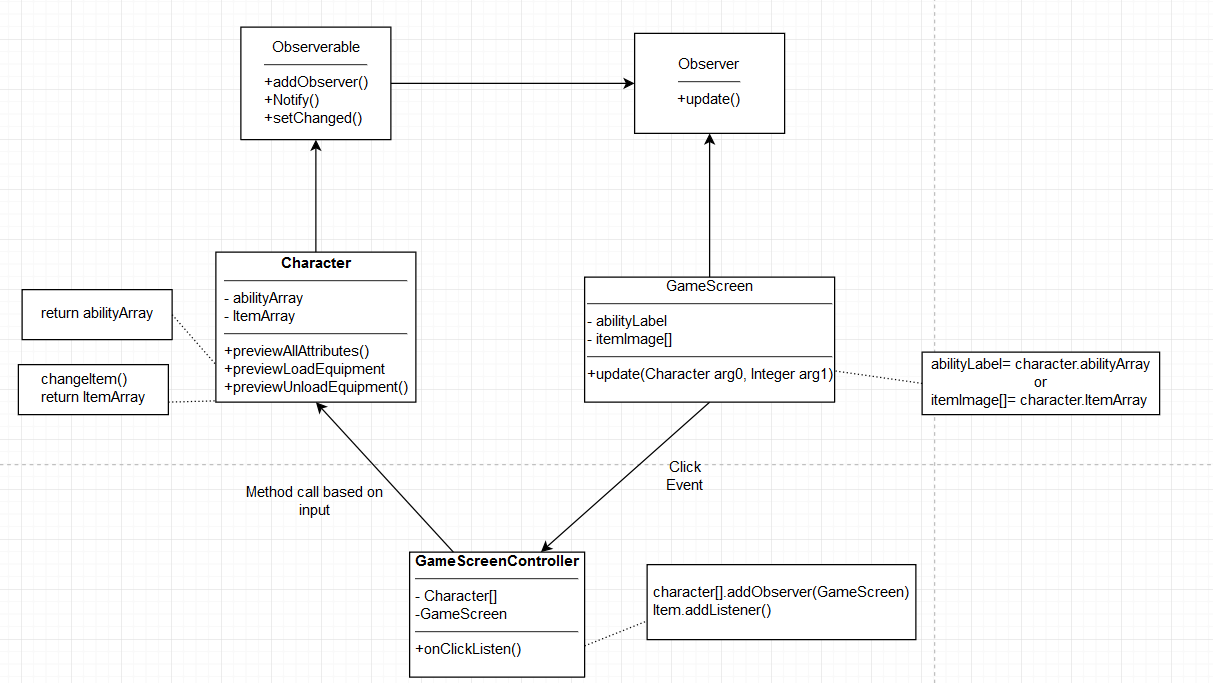 Observerable
+addObserver()
+Notify()
+setChanged()
Observer
+update()
Character
- abilityArray
- ItemArray
+previewAllAttributes()
+previewLoadEquipment
+previewUnloadEquipment()
return abilityArray
changeItem()
return ItemArray
GameScreen
- abilityLabel
- itemImage[]
+update(Character arg0, Integer arg1)
abilityLabel= character.abilityArray
or
itemImage[]= character.ItemArray
Method call based on
input
Click
Event
GameScreenController
- Character[]
-GameScreen
+onClickListen()
character[].addObserver(GameScreen)
Item.addListener()